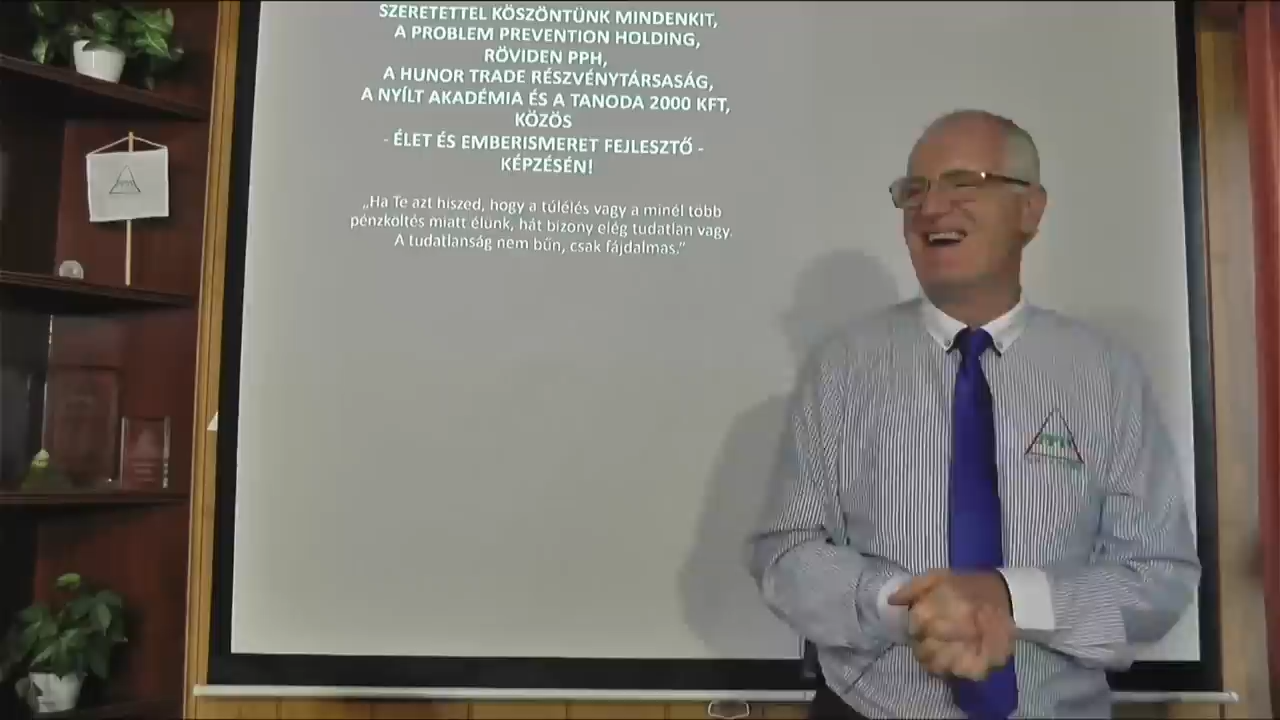 SZERETETTEL KÖSZÖNTÜNK MINDENKIT,
A PROBLEM PREVENTION HOLDING,
RÖVIDEN PPH,
A HUNOR TRADE RÉSZVÉNYTÁRSASÁG,
A NYÍLT AKADÉMIA ÉS A TANODA 2000 KFT,
KÖZÖS
- ÉLET ÉS EMBERISMERET FEJLESZTŐ -
KÉPZÉSÉN!
„Ha Te azt hiszed, hogy a túlélés vagy a minél több
pénzköltés miatt élünk, hát bizony elég tudatlan vagy.
A tudatlanság nem bűn, csak fájdalmas.”